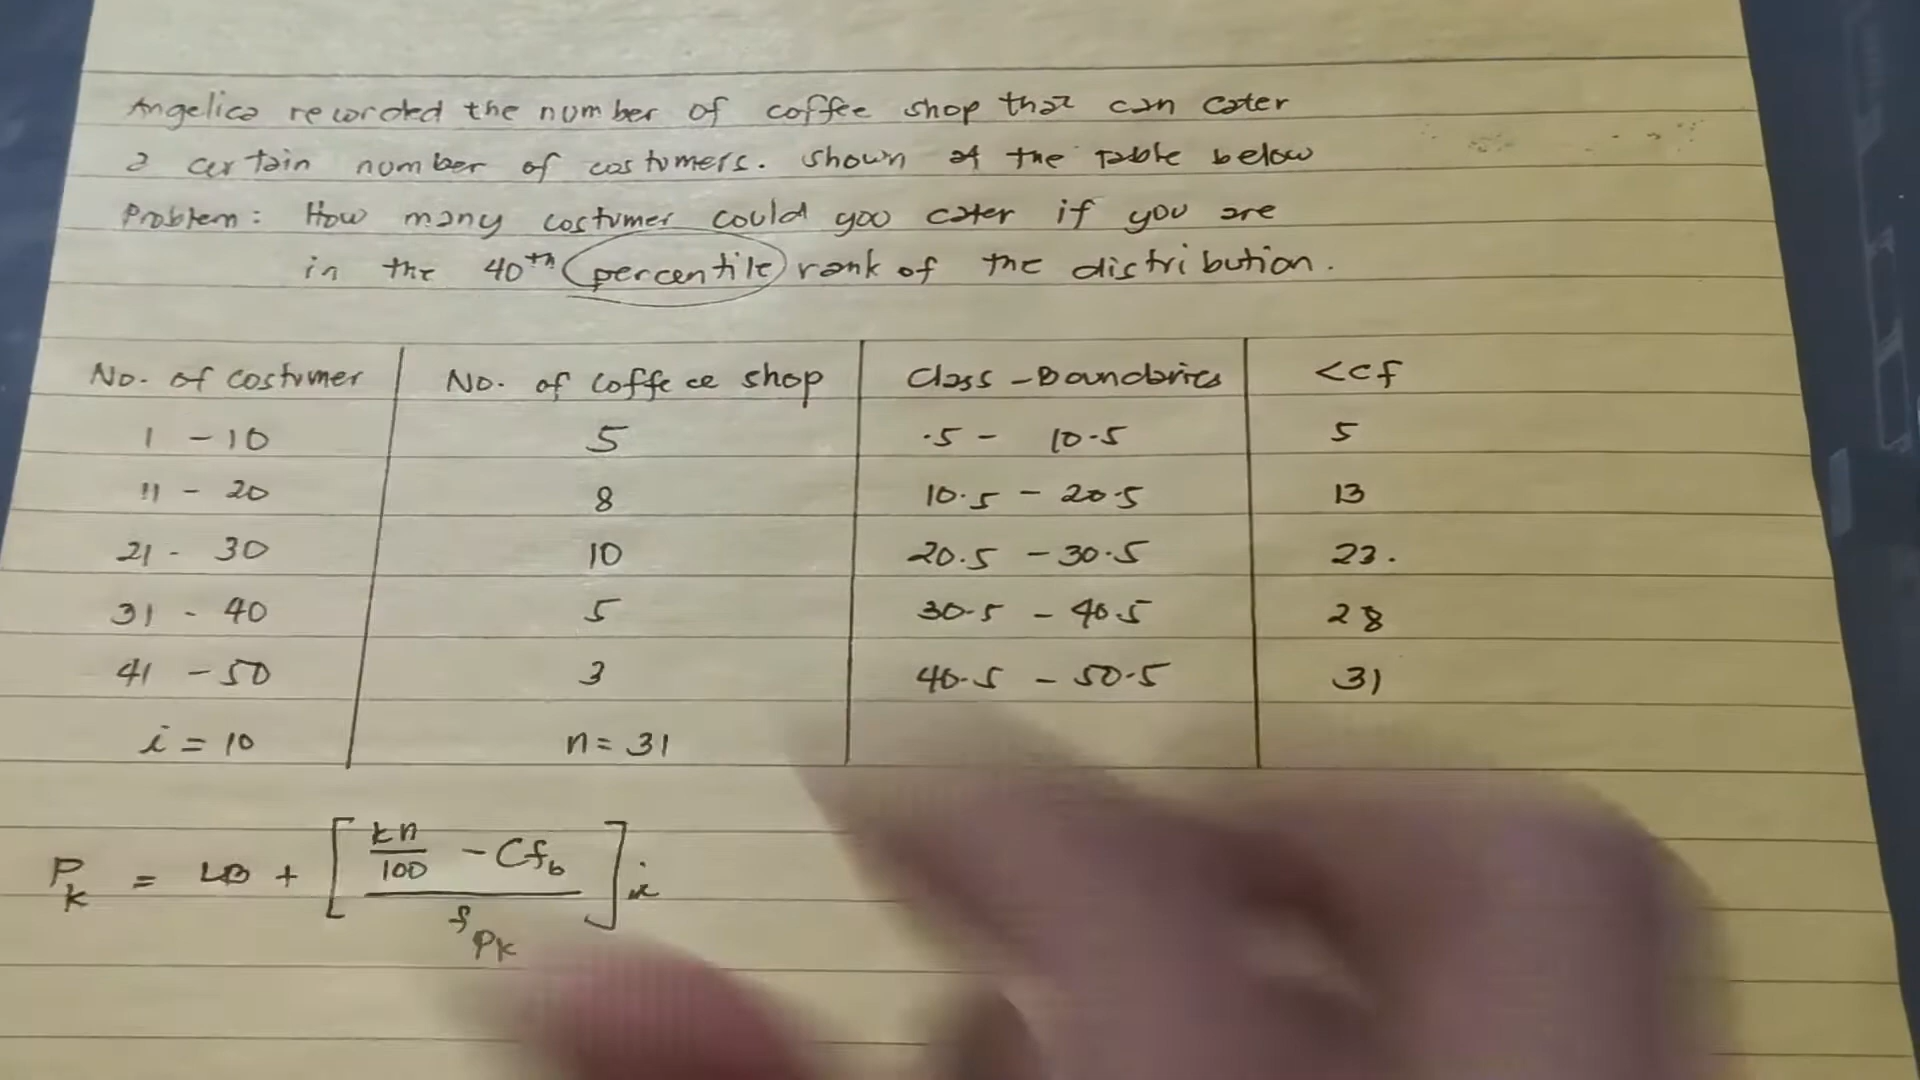 Angelica recorded the number of coffee shop that can cater
a certain number of costumers. shown at the table below
Problem: How many costumer could you cater if you are
in the 40th percentile rank of the distribution.
No. of costumer No. of coffee shop Class-Boundaries <cf
1 - 10 5 .5 - 10.5 5
11 - 20 8 10.5 - 20.5 13
21 - 30 10 20.5 - 30.5 23.
31 - 40 5 30.5 - 40.5 28
41 - 50 3 40.5 - 50.5 31
i = 10 n = 31
Pk = LB + [ kn/100 - Cfb / fPk ] i